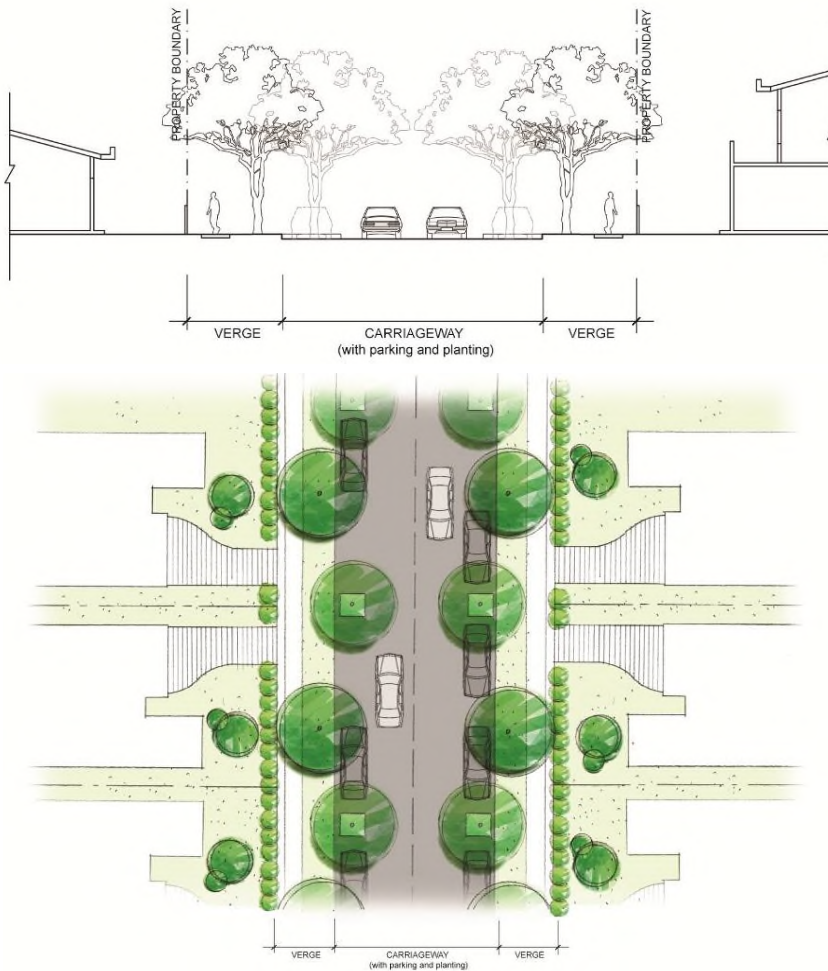 PROPERTY BOUNDARY
PROPERTY BOUNDARY
VERGE
CARRIAGEWAY
(with parking and planting)
VERGE
VERGE
CARRIAGEWAY
(with parking and planting)
VERGE